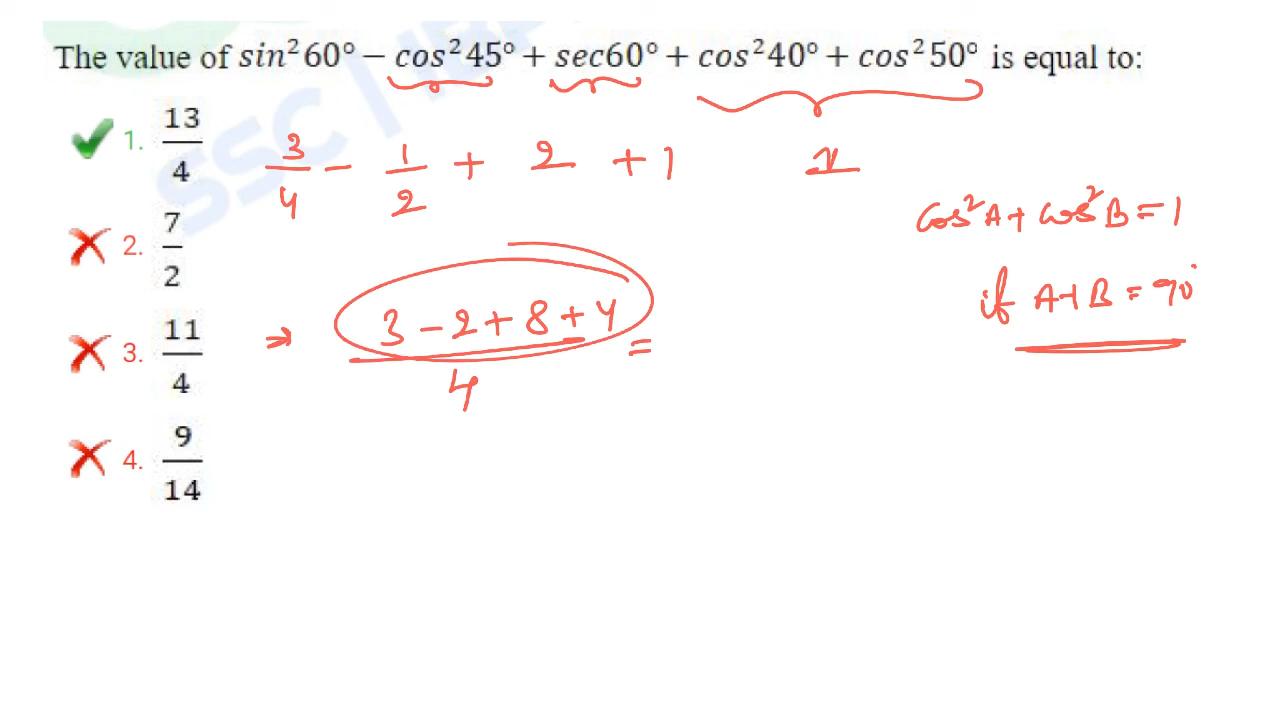 The value of sin²60° − cos²45° + sec60° + cos²40° + cos²50° is equal to:
1. 13/4
3/4 − 1/2 + 2 + 1
1
cos²A + cos²B = 1
2. 7/2
if A+B = 90°
⇒ (3 − 2 + 8 + 4)/4 =
3. 11/4
4. 9/14
SSC | IB